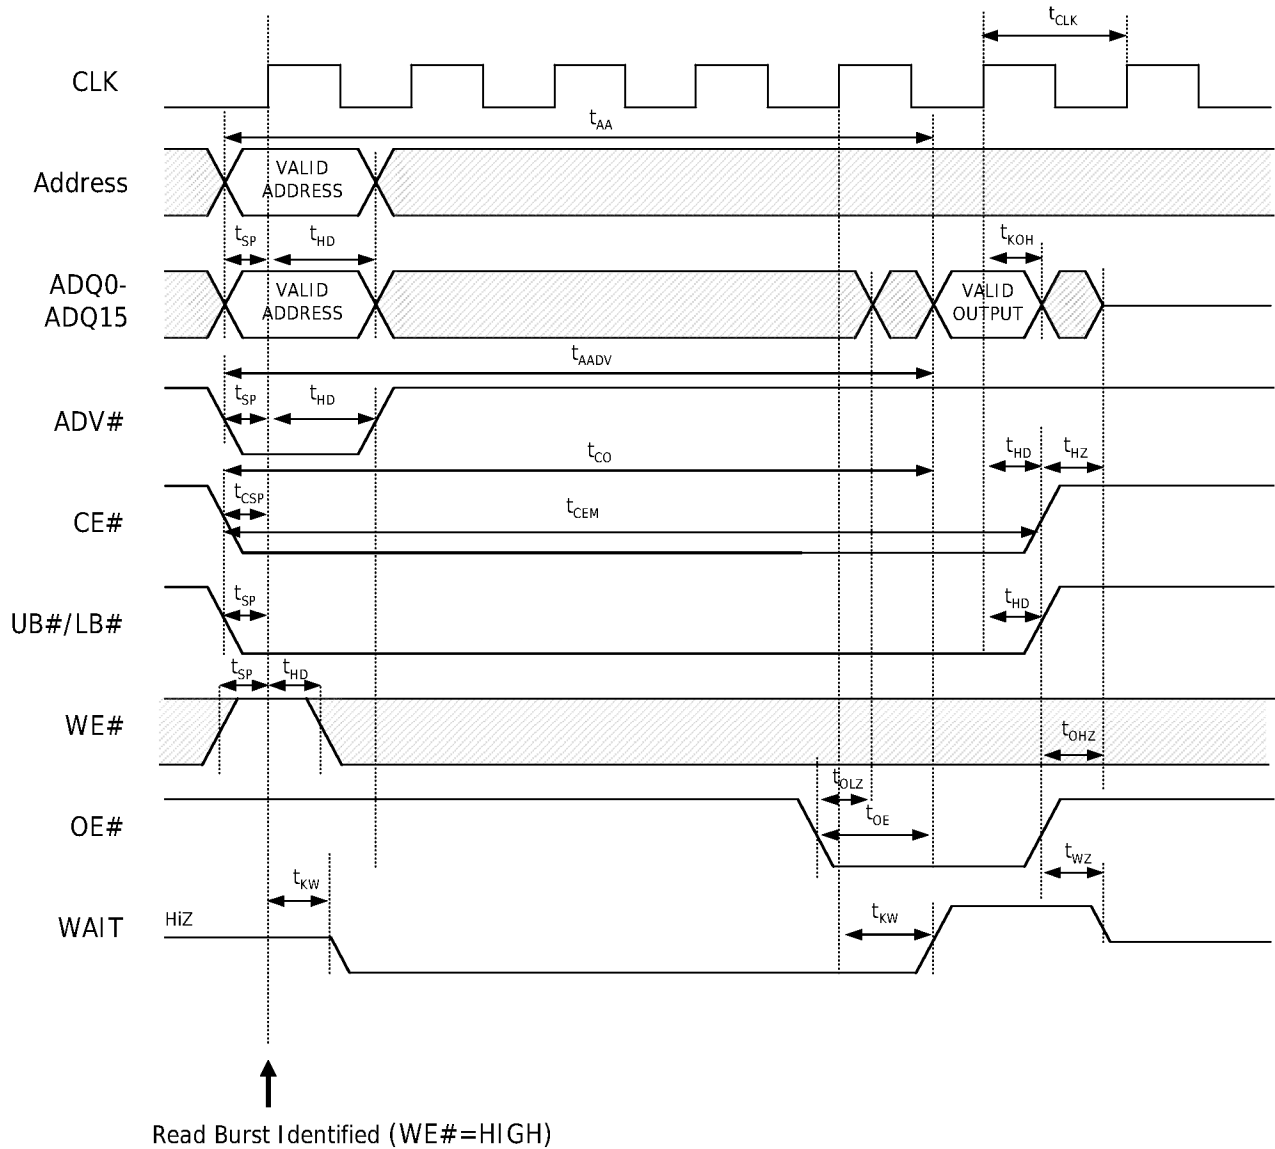 tCLK
CLK
tAA
VALID
ADDRESS
Address
tSP tHD tKOH
ADQ0-
ADQ15
VALID
ADDRESS
VALID
OUTPUT
tAADV
tSP tHD
ADV#
tCO tHD tHZ
tCSP
tCEM
CE#
tSP tHD
UB#/LB#
tSP tHD
WE#
tOHZ
tOLZ
tOE
OE#
tWZ
tKW
HiZ
tKW
WAIT
Read Burst Identified (WE#=HIGH)